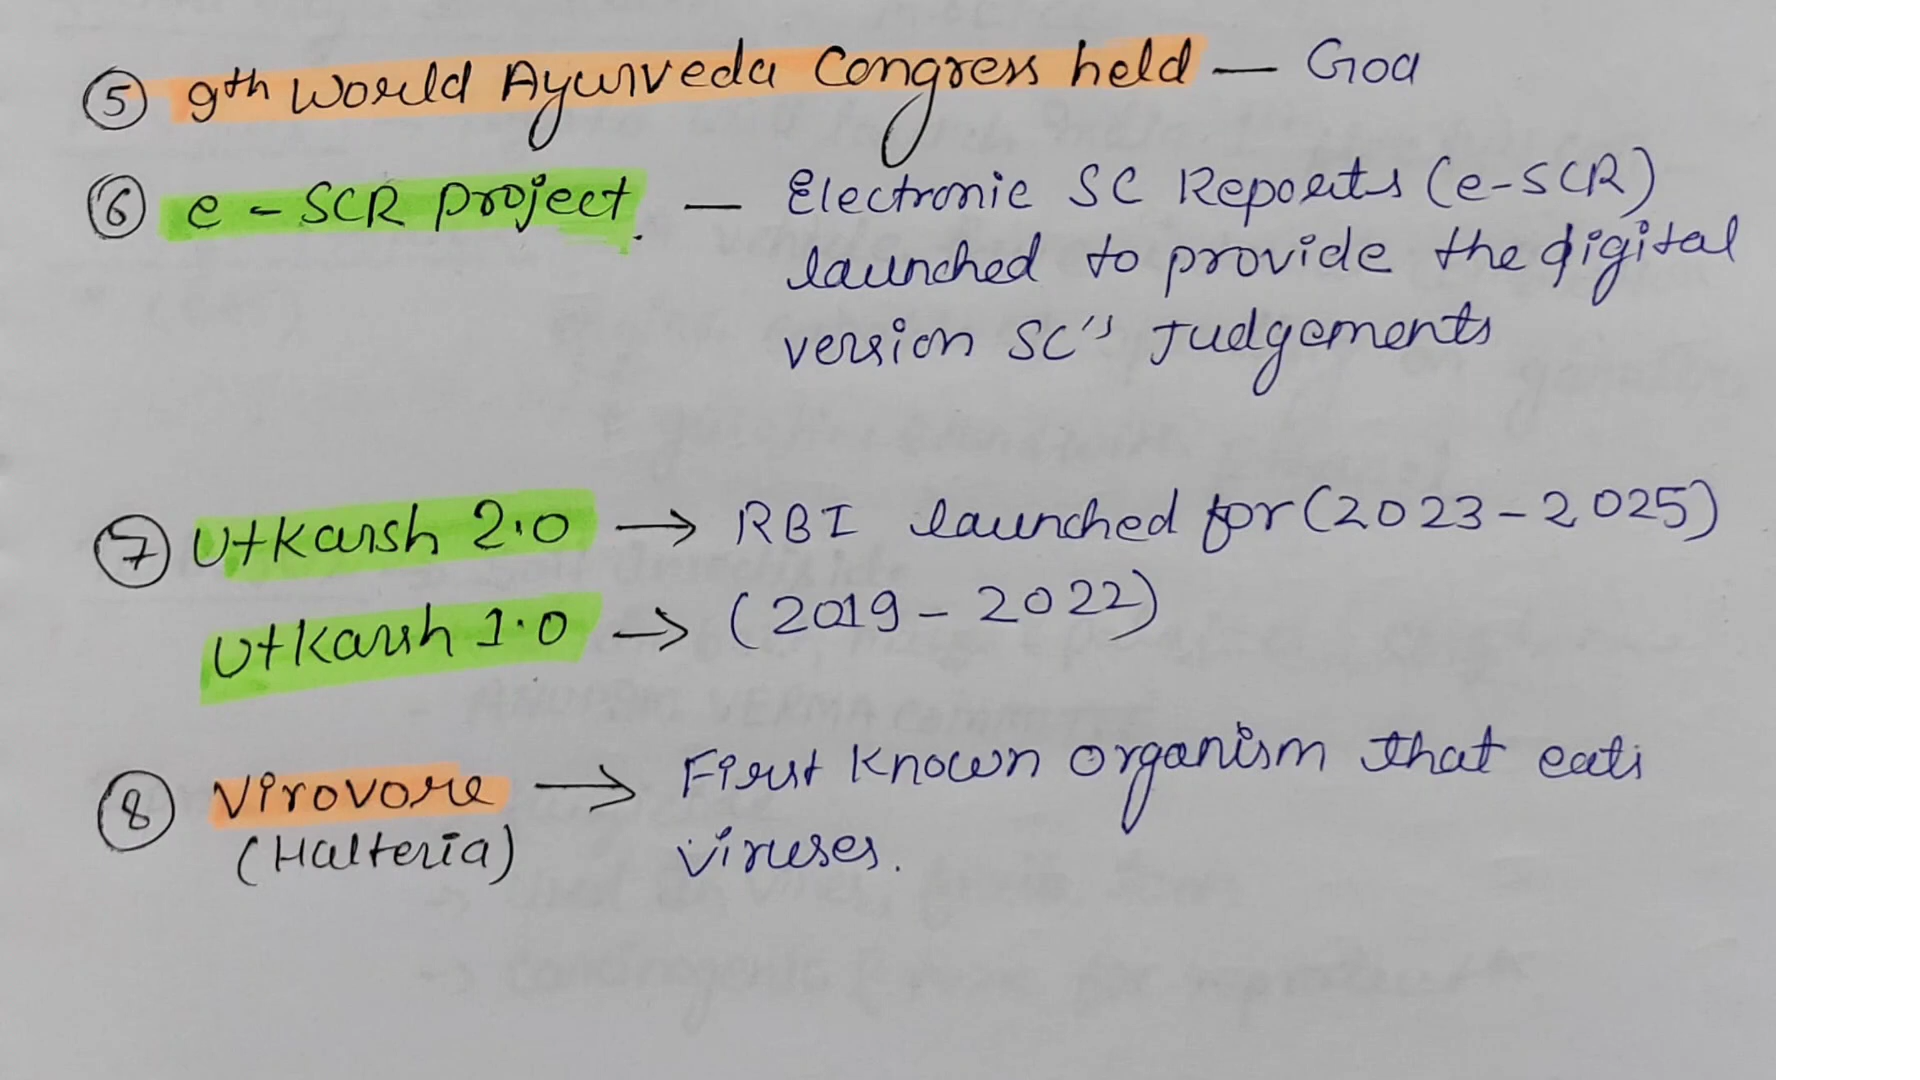 5 9th World Ayurveda Congress held — Goa
6 e - SCR project. — Electronic SC Reports (e-SCR)
launched to provide the digital
version SC's Judgements
7 Utkarsh 2.0 → RBI launched for (2023-2025)
Utkarsh 1.0 → (2019-2022)
8 Virovore → First known organism that eats
(Halteria) viruses.